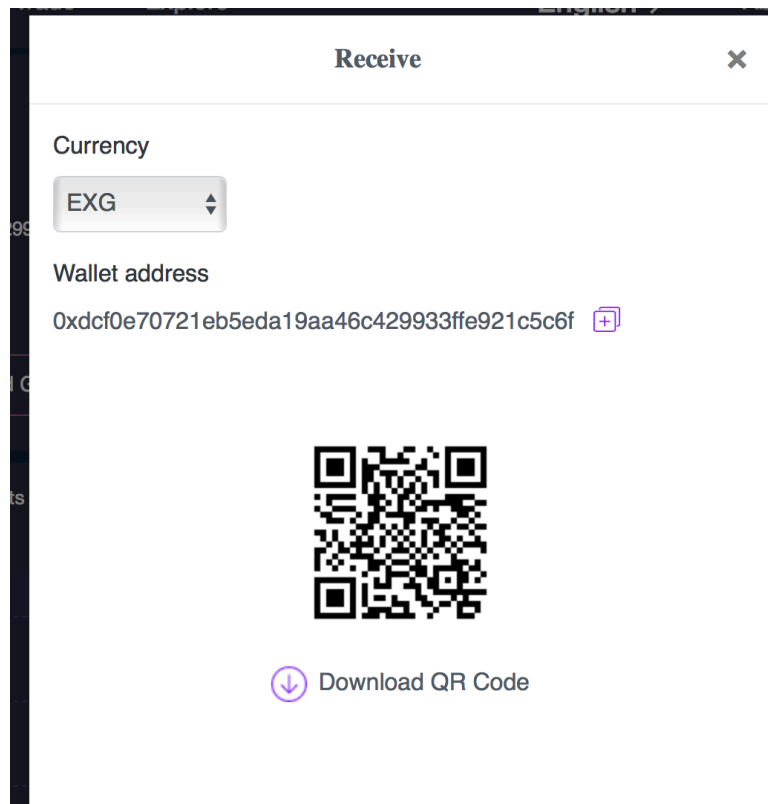 Receive
Currency
EXG
Wallet address
0xdcf0e70721eb5eda19aa46c429933ffe921c5c6f
Download QR Code